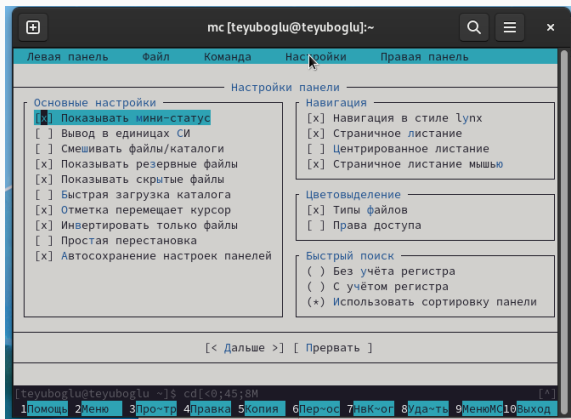 mc [teyuboglu@teyuboglu]:~
Левая панель Файл Команда Настройки Правая панель
Настройки панели
Основные настройки
[x] Показывать мини-статус
[ ] Вывод в единицах СИ
[ ] Смешивать файлы/каталоги
[x] Показывать резервные файлы
[x] Показывать скрытые файлы
[ ] Быстрая загрузка каталога
[x] Отметка перемещает курсор
[x] Инвертировать только файлы
[ ] Простая перестановка
[x] Автосохранение настроек панелей
Навигация
[x] Навигация в стиле lynx
[x] Страничное листание
[ ] Центрированное листание
[x] Страничное листание мышью
Цветовыделение
[x] Типы файлов
[ ] Права доступа
Быстрый поиск
( ) Без учёта регистра
( ) С учётом регистра
(*) Использовать сортировку панели
[< Дальше >] [ Прервать ]
[teyuboglu@teyuboglu ~]$ cd[<0;45;8M [^]
1Помощь 2Меню 3Про~тр 4Правка 5Копия 6Пер~ос 7НвК~ог 8Уда~ть 9МенюMC 10Выход